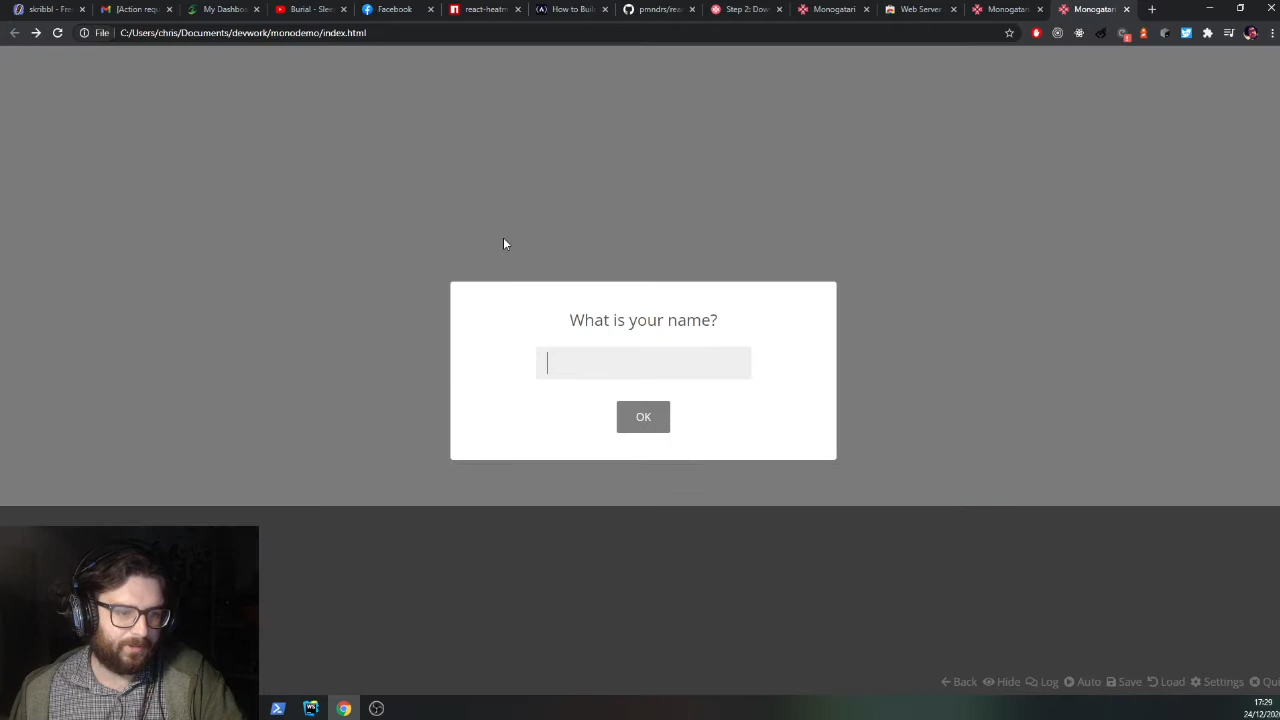 skribbl - Fre
[Action requ
My Dashbo
Burial - Slee
Facebook
react-heatm
How to Buil
pmndrs/rea
Step 2: Dow
Monogatari
Web Server
Monogatari
Monogatari
File
C:/Users/chris/Documents/devwork/monodemo/index.html
What is your name?
OK
Back Hide Log Auto Save Load Settings Qui
17:29
24/12/202